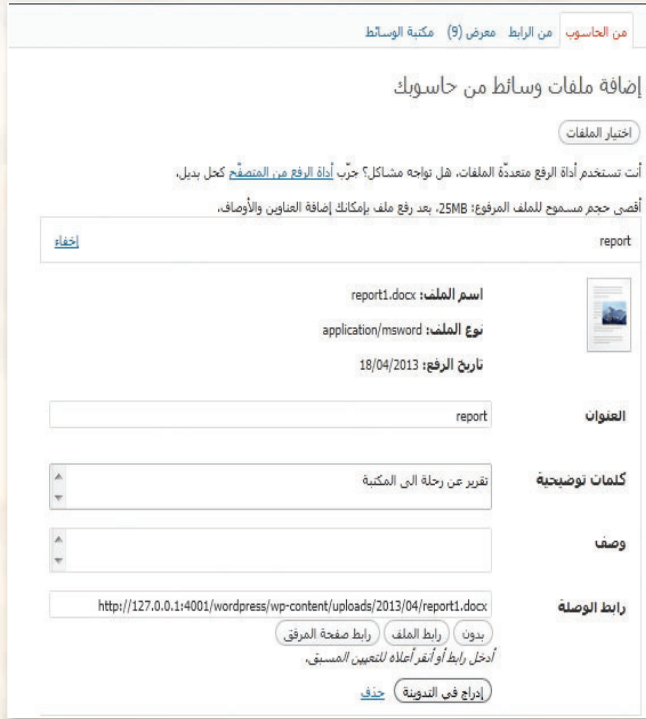 من الحاسوب من الرابط معرض (9) مكتبة الوسائط
إضافة ملفات وسائط من حاسوبك
اختيار الملفات
أنت تستخدم أداة الرفع متعددّة الملفات، هل تواجه مشاكل؟ جرّب أداة الرفع من المتصفّح كحل بديل.
أقصى حجم مسموح للملف المرفوع: 25MB، بعد رفع ملف بإمكانك إضافة العناوين والأوصاف.
report إخفاء
اسم الملف: report1.docx
نوع الملف: application/msword
تاريخ الرفع: 18/04/2013
العنوان report
كلمات توضيحية تقرير عن رحلة الى المكتبة
وصف
رابط الوصلة http://127.0.0.1:4001/wordpress/wp-content/uploads/2013/04/report1.docx
بدون رابط الملف رابط صفحة المرفق
أدخل رابط أو أنقر أعلاه للتعيين المسبق.
إدراج في التدوينة حذف